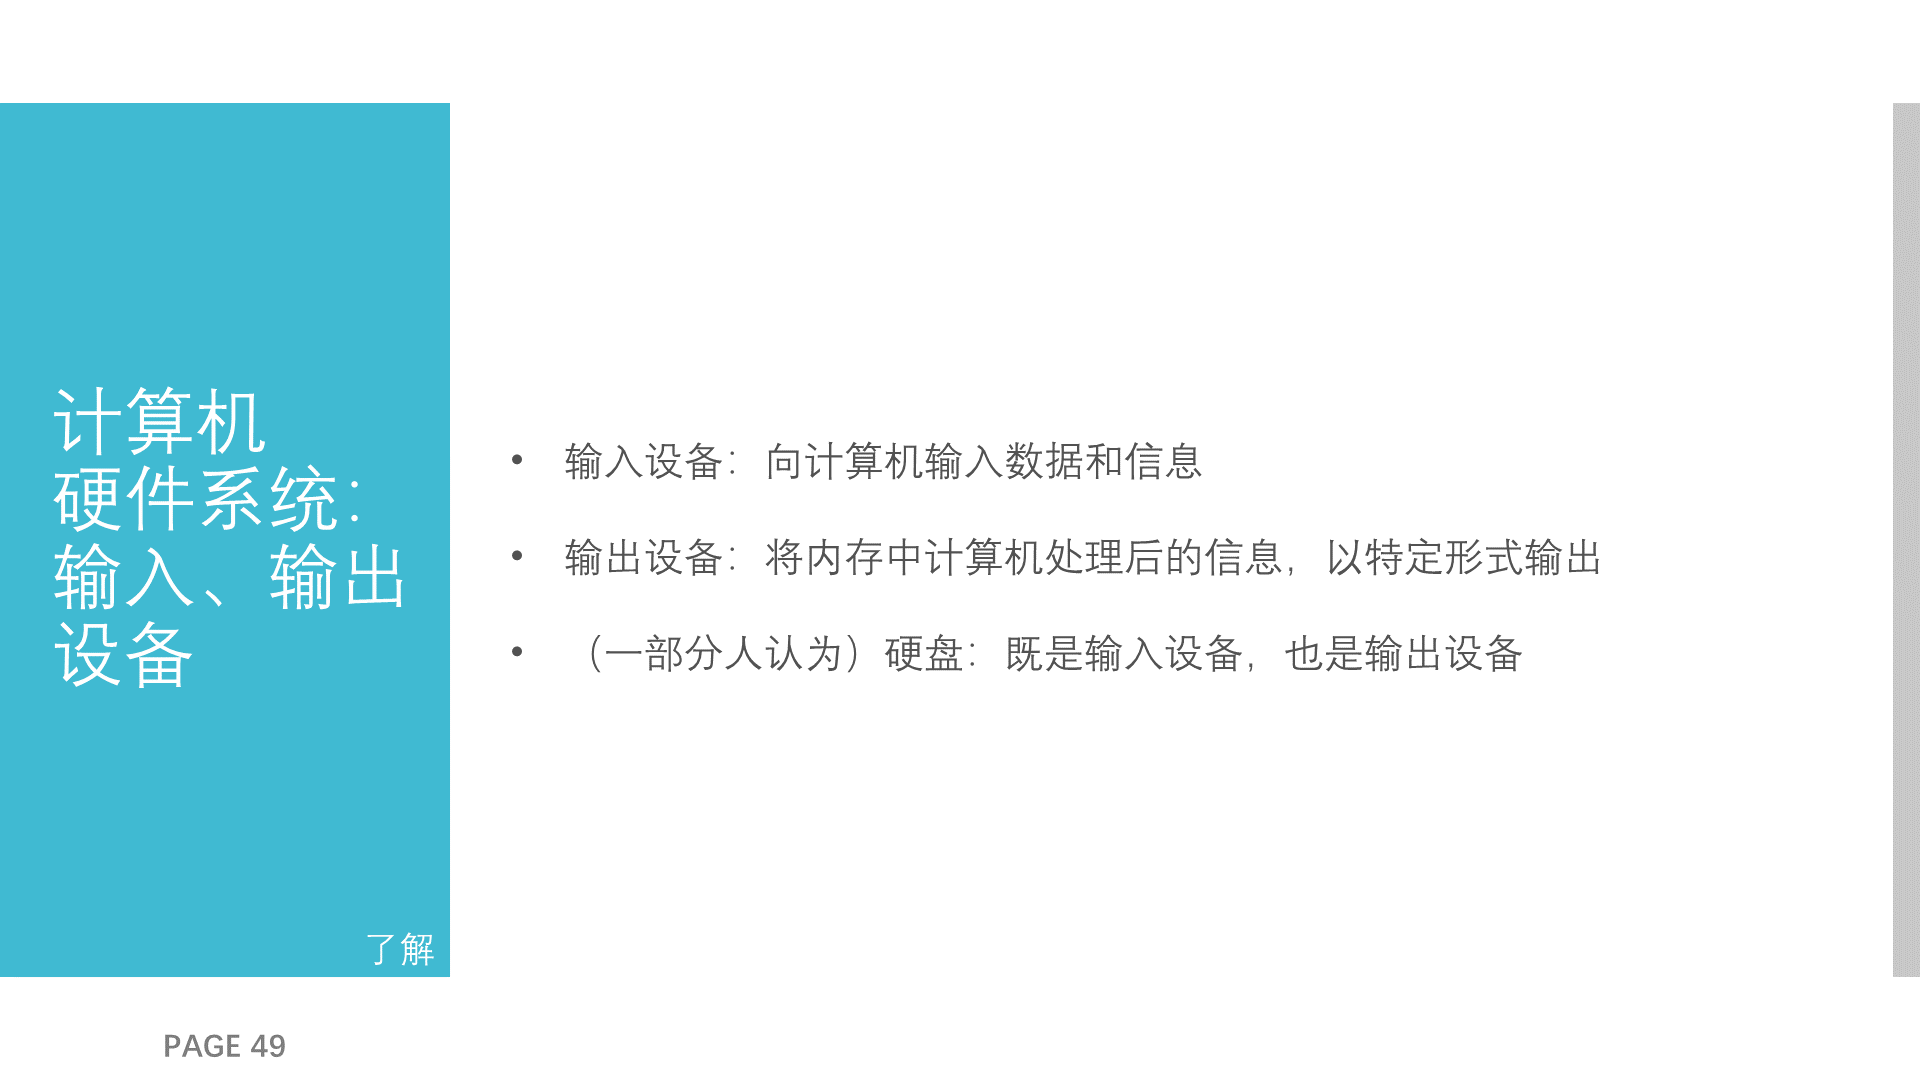 计算机
硬件系统：
输入、输出
设备
了解
• 输入设备：向计算机输入数据和信息
• 输出设备：将内存中计算机处理后的信息，以特定形式输出
• （一部分人认为）硬盘：既是输入设备，也是输出设备
PAGE 49